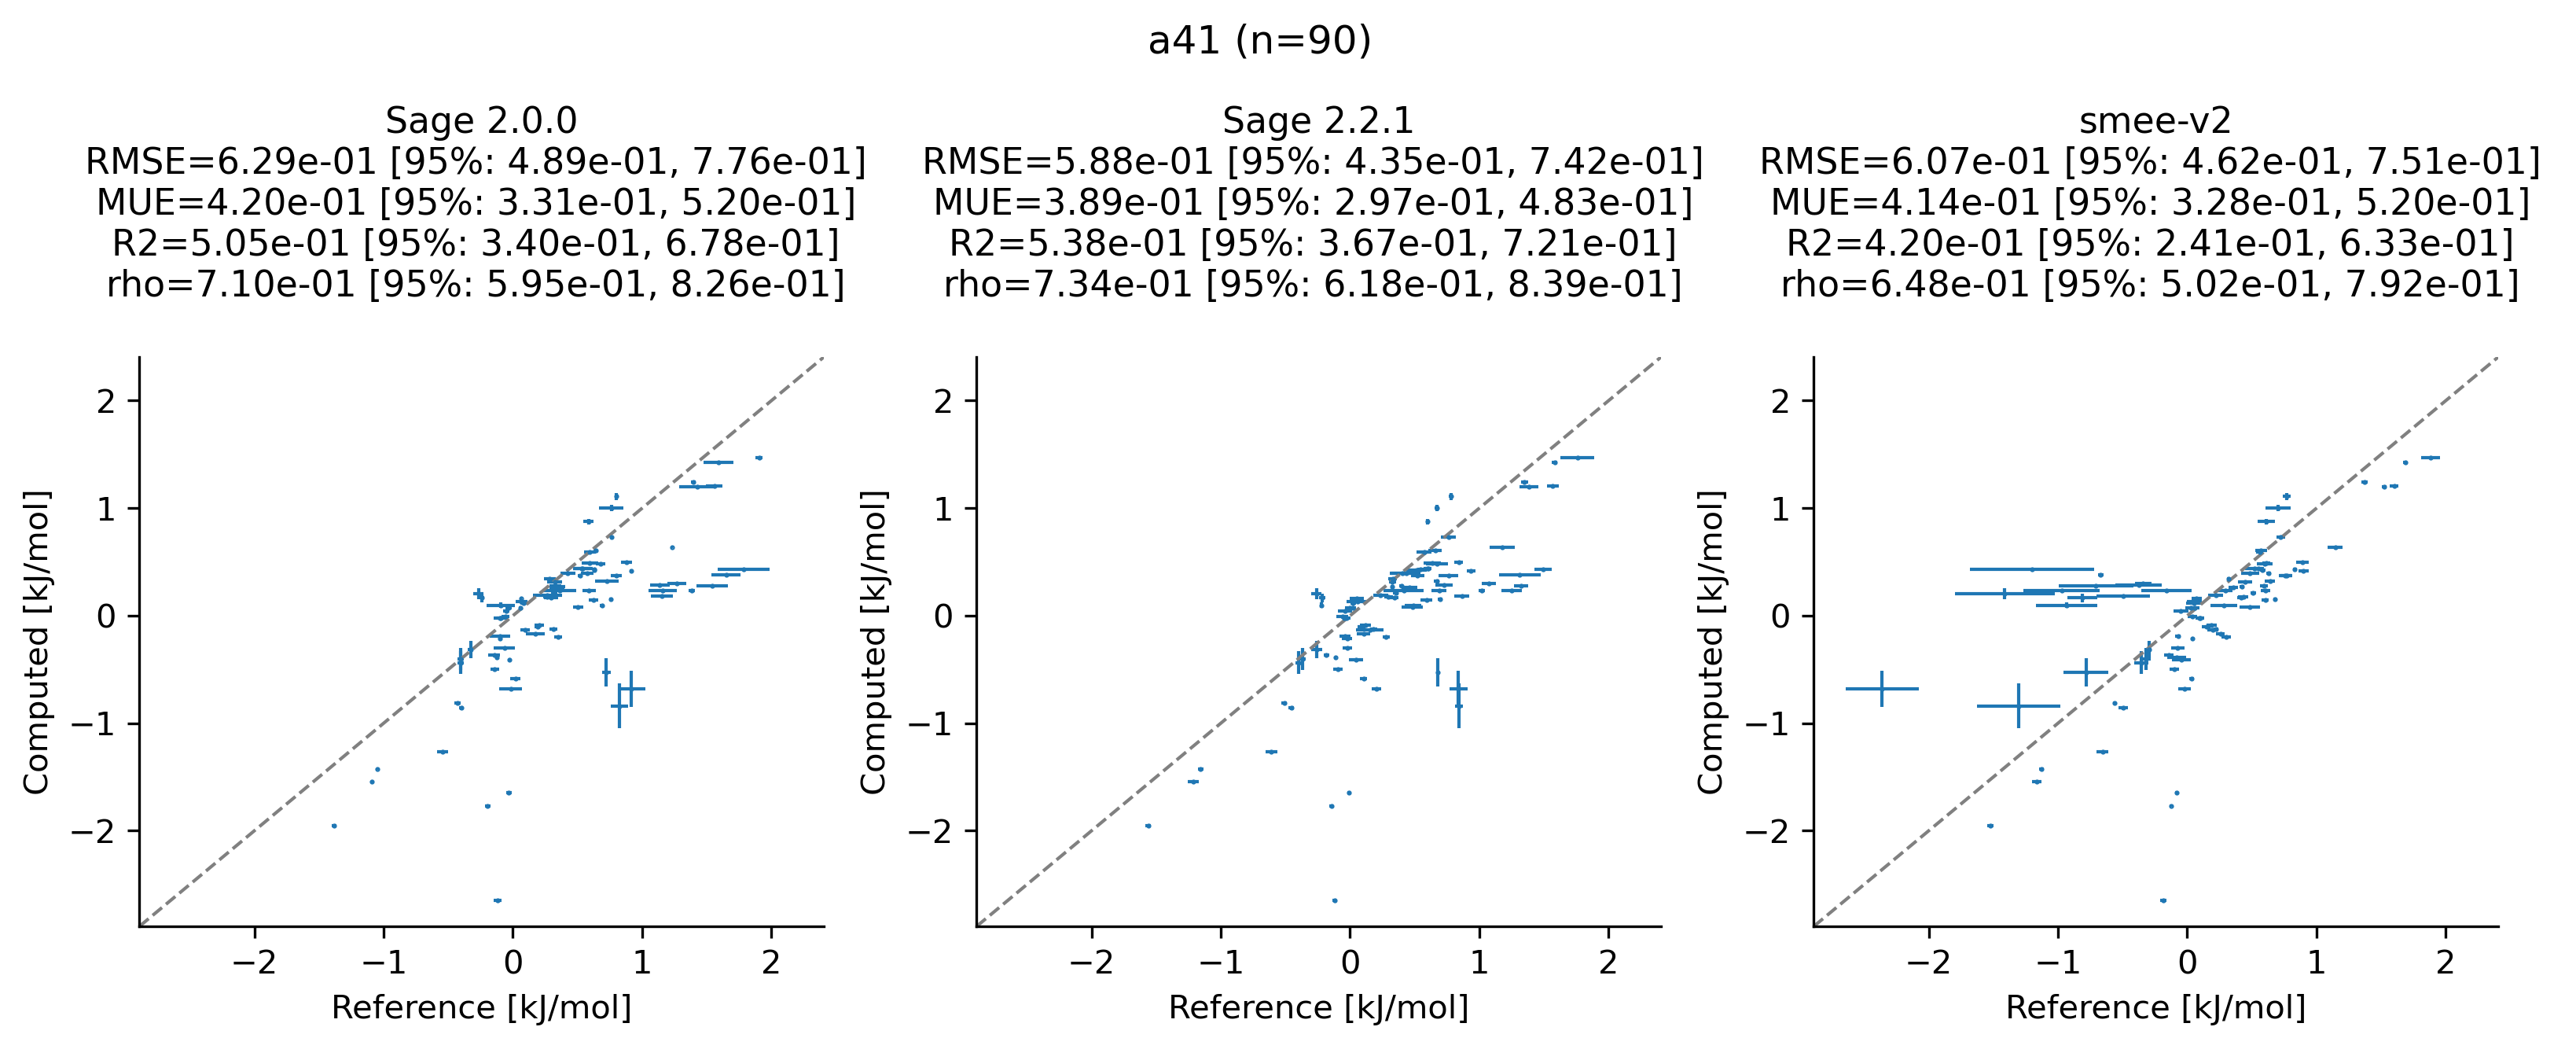 a41 (n=90)
Sage 2.0.0
RMSE=6.29e-01 [95%: 4.89e-01, 7.76e-01]
MUE=4.20e-01 [95%: 3.31e-01, 5.20e-01]
R2=5.05e-01 [95%: 3.40e-01, 6.78e-01]
rho=7.10e-01 [95%: 5.95e-01, 8.26e-01]
2
1
0
−1
−2
Computed [kJ/mol]
−2 −1 0 1 2
Reference [kJ/mol]
Sage 2.2.1
RMSE=5.88e-01 [95%: 4.35e-01, 7.42e-01]
MUE=3.89e-01 [95%: 2.97e-01, 4.83e-01]
R2=5.38e-01 [95%: 3.67e-01, 7.21e-01]
rho=7.34e-01 [95%: 6.18e-01, 8.39e-01]
2
1
0
−1
−2
Computed [kJ/mol]
−2 −1 0 1 2
Reference [kJ/mol]
smee-v2
RMSE=6.07e-01 [95%: 4.62e-01, 7.51e-01]
MUE=4.14e-01 [95%: 3.28e-01, 5.20e-01]
R2=4.20e-01 [95%: 2.41e-01, 6.33e-01]
rho=6.48e-01 [95%: 5.02e-01, 7.92e-01]
2
1
0
−1
−2
Computed [kJ/mol]
−2 −1 0 1 2
Reference [kJ/mol]